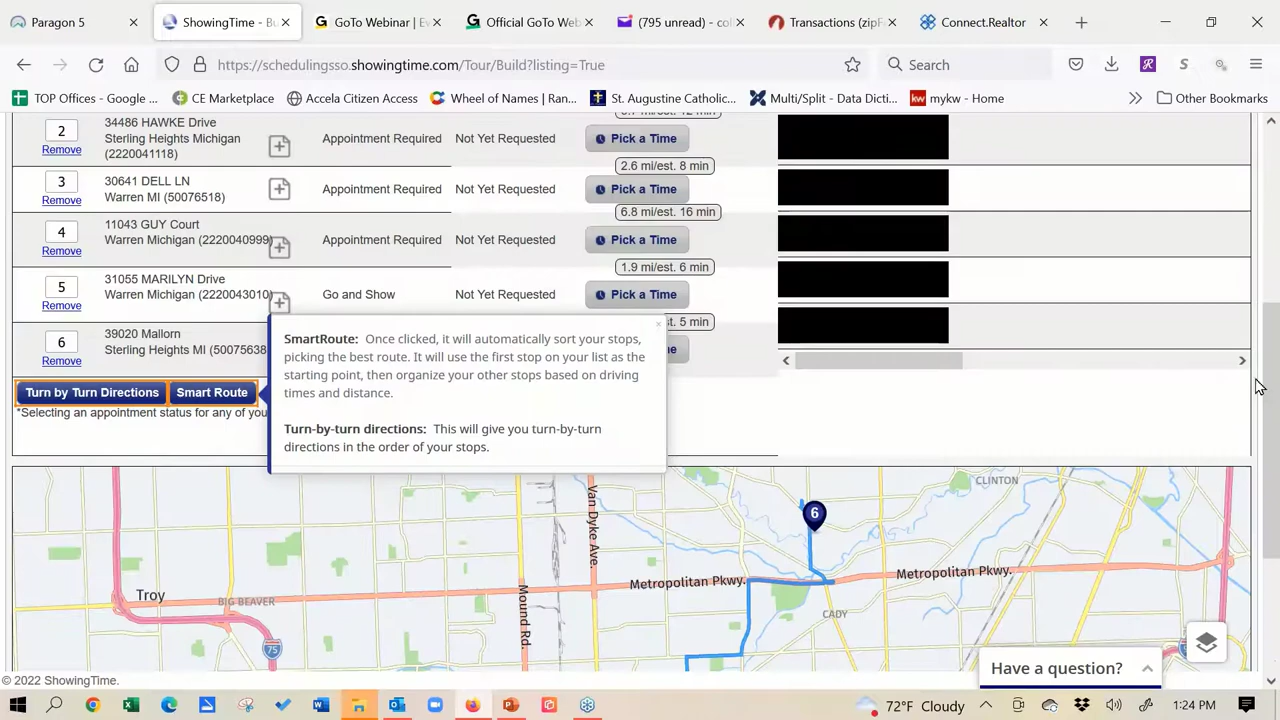 Paragon 5
ShowingTime - Bu
GoTo Webinar | Ev
Official GoTo Web
(795 unread) - col
Transactions (zipF
Connect.Realtor
https://schedulingsso.showingtime.com/Tour/Build?listing=True
Search
TOP Offices - Google ...
CE Marketplace
Accela Citizen Access
Wheel of Names | Ran...
St. Augustine Catholic...
Multi/Split - Data Dicti...
mykw - Home
Other Bookmarks
2
Remove
34486 HAWKE Drive
Sterling Heights Michigan
(2220041118)
Appointment Required
Not Yet Requested
Pick a Time
2.6 mi/est. 8 min
3
Remove
30641 DELL LN
Warren MI (50076518)
Appointment Required
Not Yet Requested
Pick a Time
6.8 mi/est. 16 min
4
Remove
11043 GUY Court
Warren Michigan (2220040999)
Appointment Required
Not Yet Requested
Pick a Time
1.9 mi/est. 6 min
5
Remove
31055 MARILYN Drive
Warren Michigan (2220043010)
Go and Show
Not Yet Requested
Pick a Time
st. 5 min
6
Remove
39020 Mallorn
Sterling Heights MI (50075638
me
Turn by Turn Directions
Smart Route
*Selecting an appointment status for any of you
SmartRoute: Once clicked, it will automatically sort your stops,
picking the best route. It will use the first stop on your list as the
starting point, then organize your other stops based on driving
times and distance.
Turn-by-turn directions: This will give you turn-by-turn
directions in the order of your stops.
CLINTON
6
Van Dyke Ave.
Metropolitan Pkwy.
Metropolitan Pkwy.
Troy
BIG BEAVER
Mound Rd.
CADY
75
Have a question?
© 2022 ShowingTime.
72°F Cloudy
1:24 PM